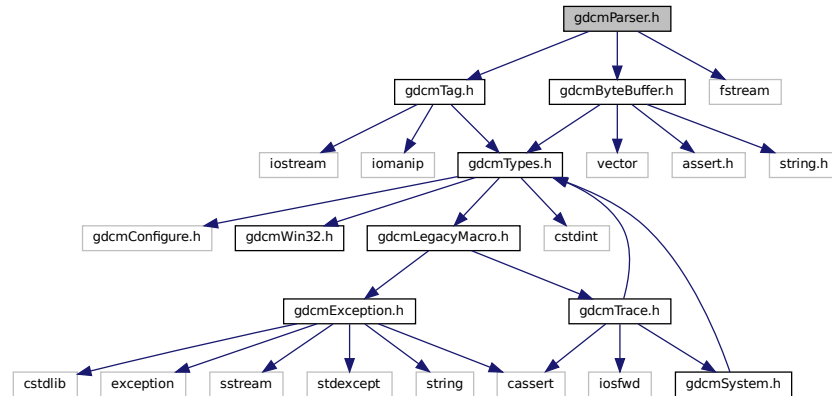 gdcmParser.h
gdcmTag.h
gdcmByteBuffer.h
fstream
iostream
iomanip
gdcmTypes.h
vector
assert.h
string.h
gdcmConfigure.h
gdcmWin32.h
gdcmLegacyMacro.h
cstdint
gdcmException.h
gdcmTrace.h
cstdlib
exception
sstream
stdexcept
string
cassert
iosfwd
gdcmSystem.h